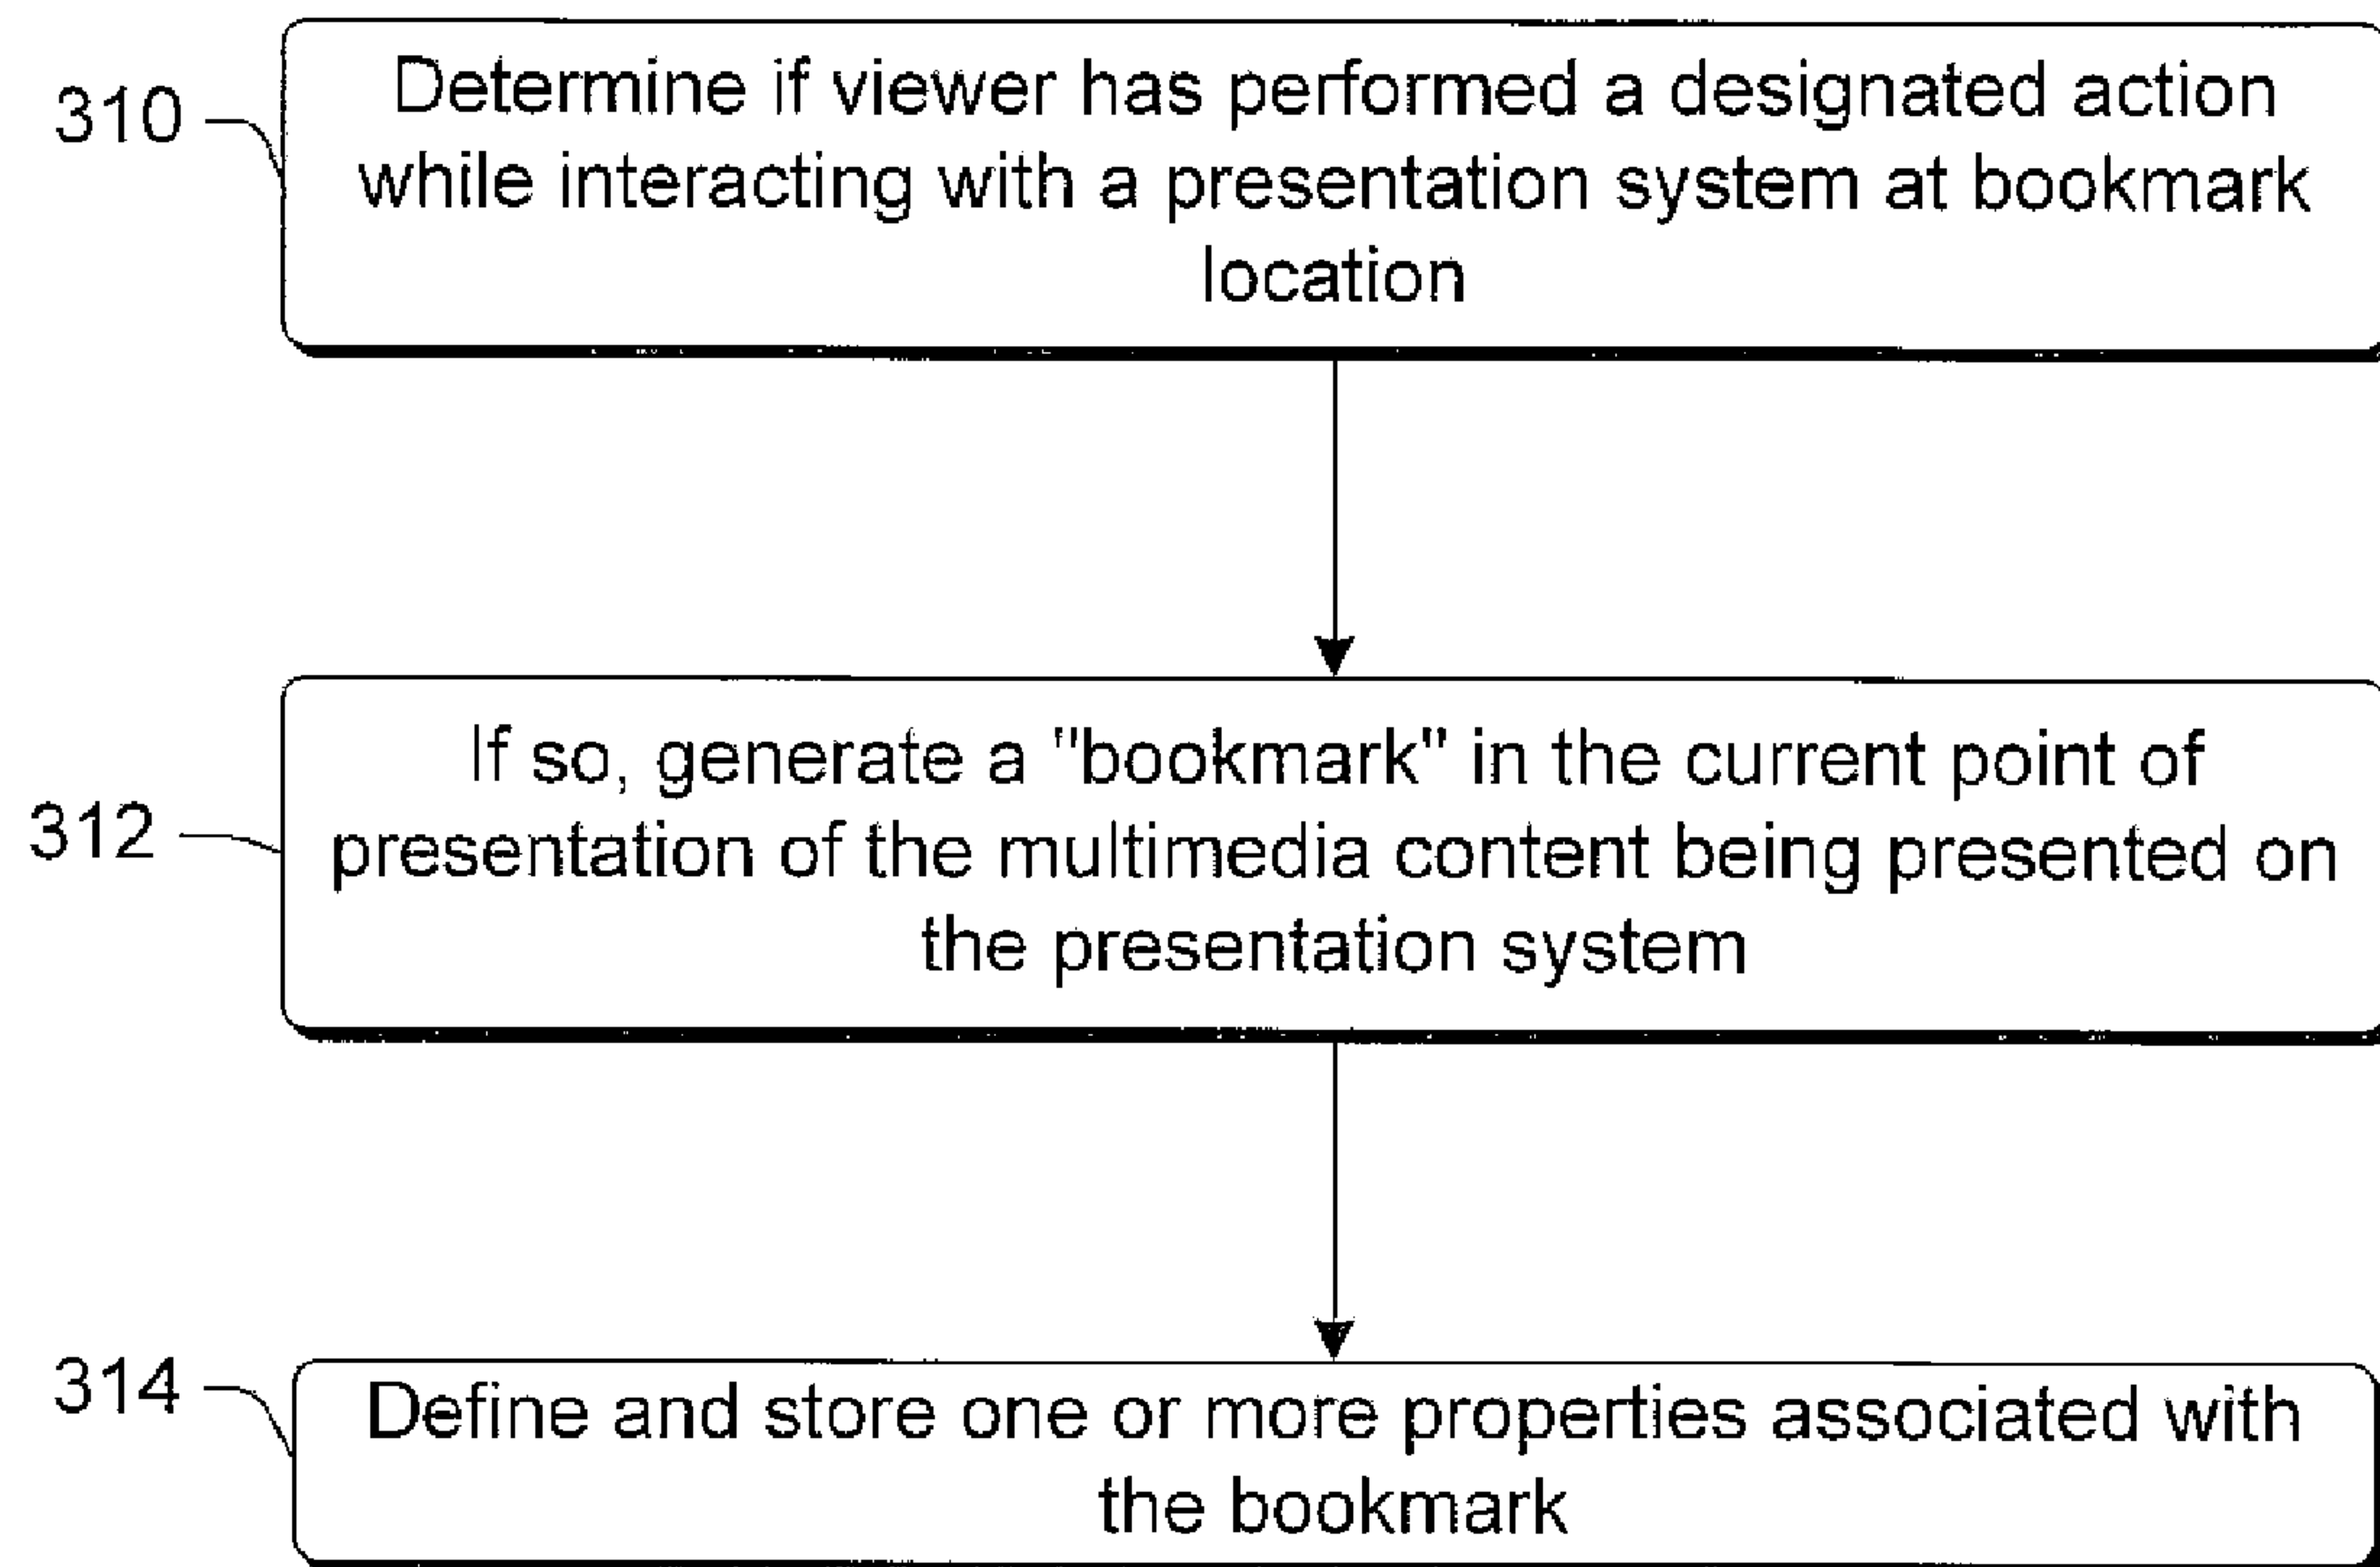 310
Determine if viewer has performed a designated action
while interacting with a presentation system at bookmark
location
312
If so, generate a "bookmark" in the current point of
presentation of the multimedia content being presented on
the presentation system
314
Define and store one or more properties associated with
the bookmark